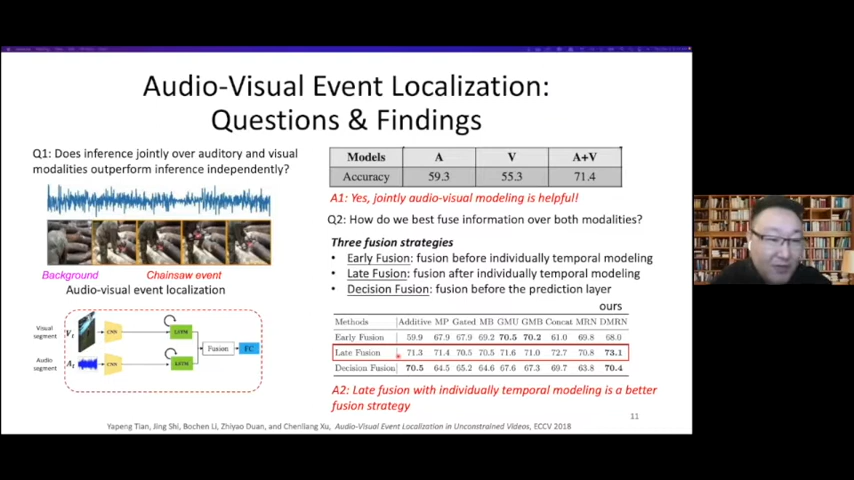 Audio-Visual Event Localization:
Questions & Findings
Q1: Does inference jointly over auditory and visual
modalities outperform inference independently?
Background
Chainsaw event
Audio-visual event localization
Visual
segment
Vt
CNN
LSTM
Fusion
FC
Audio
segment
At
CNN
LSTM
Models A V A+V
Accuracy 59.3 55.3 71.4
A1: Yes, jointly audio-visual modeling is helpful!
Q2: How do we best fuse information over both modalities?
Three fusion strategies
• Early Fusion: fusion before individually temporal modeling
• Late Fusion: fusion after individually temporal modeling
• Decision Fusion: fusion before the prediction layer
ours
Methods Additive MP Gated MB GMU GMB Concat MRN DMRN
Early Fusion 59.9 67.9 67.9 69.2 70.5 70.2 61.0 69.8 68.0
Late Fusion 71.3 71.4 70.5 70.5 71.6 71.0 72.7 70.8 73.1
Decision Fusion 70.5 64.5 65.2 64.6 67.6 67.3 69.7 63.8 70.4
A2: Late fusion with individually temporal modeling is a better
fusion strategy
11
Yapeng Tian, Jing Shi, Bochen Li, Zhiyao Duan, and Chenliang Xu, Audio-Visual Event Localization in Unconstrained Videos, ECCV 2018